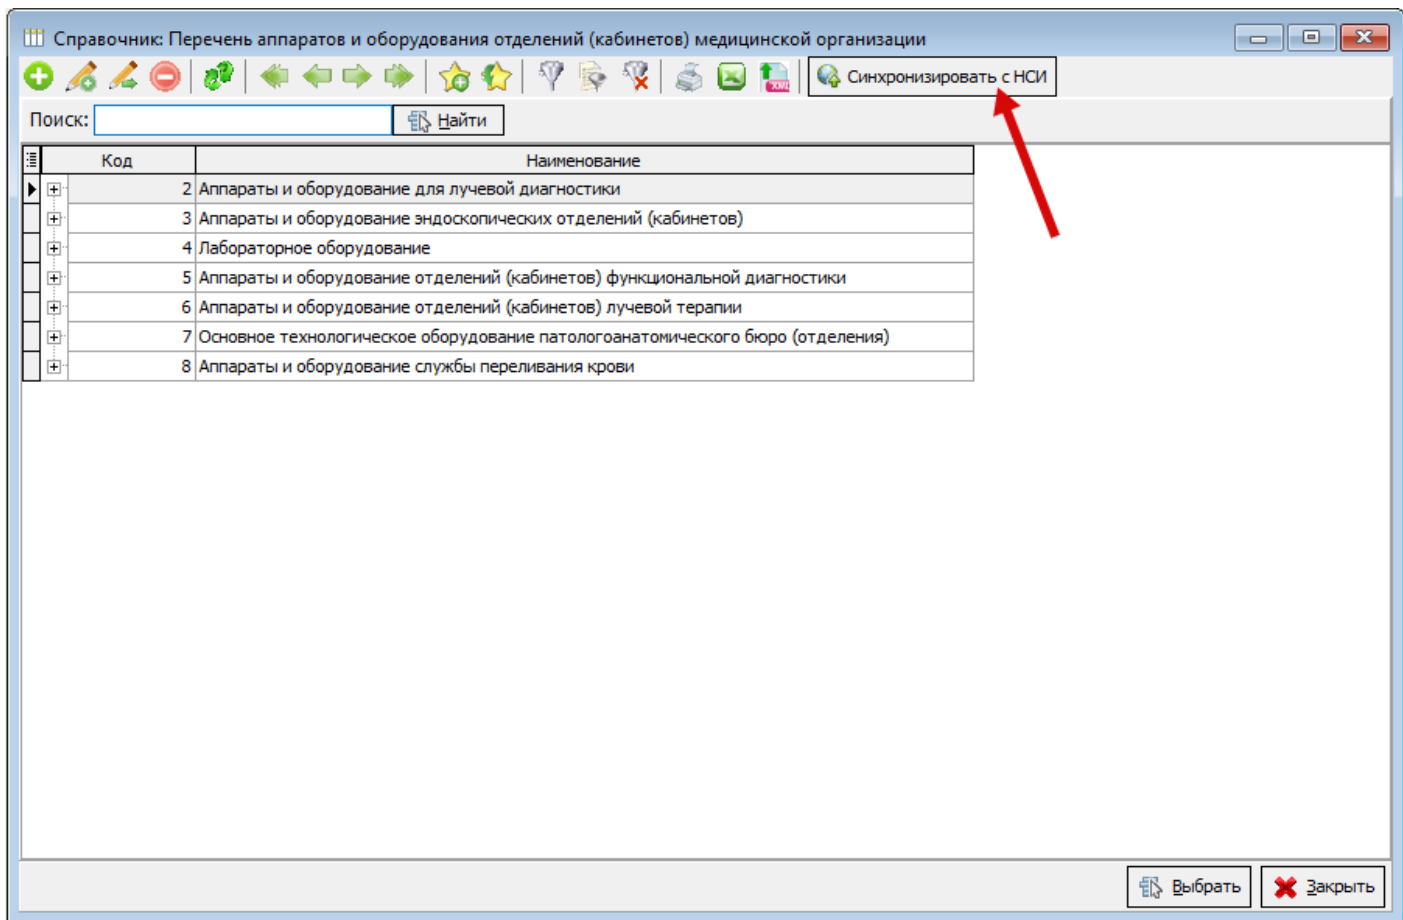 Справочник: Перечень аппаратов и оборудования отделений (кабинетов) медицинской организации
XML Синхронизировать с НСИ
Поиск: Найти
Код Наименование
2 Аппараты и оборудование для лучевой диагностики
3 Аппараты и оборудование эндоскопических отделений (кабинетов)
4 Лабораторное оборудование
5 Аппараты и оборудование отделений (кабинетов) функциональной диагностики
6 Аппараты и оборудование отделений (кабинетов) лучевой терапии
7 Основное технологическое оборудование патологоанатомического бюро (отделения)
8 Аппараты и оборудование службы переливания крови
Выбрать Закрыть